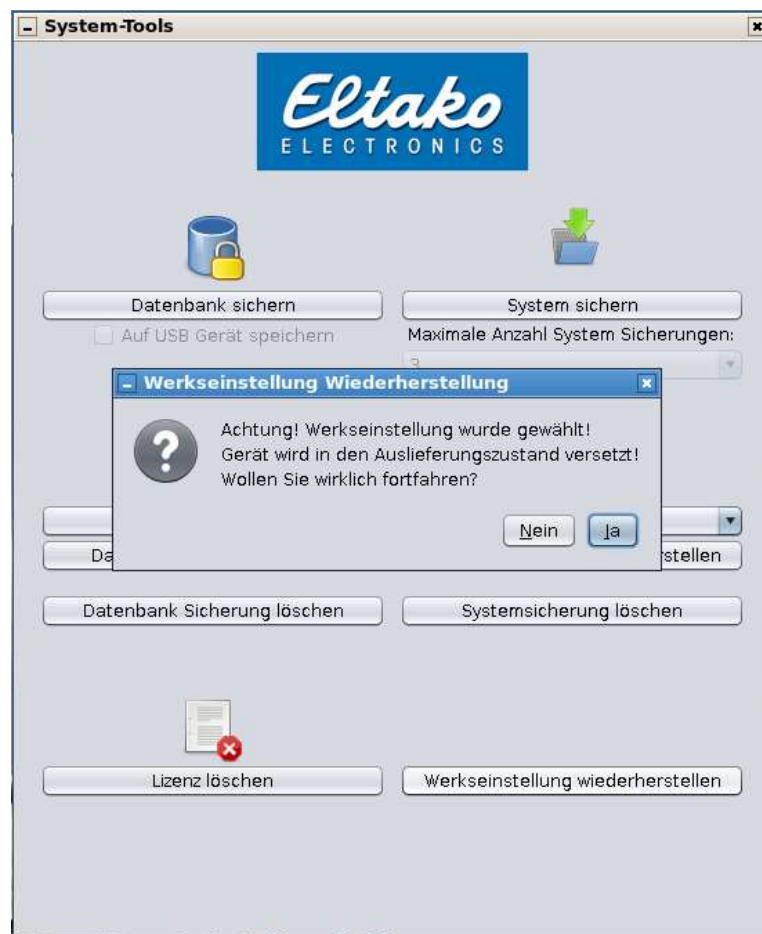 System-Tools
Eltako
ELECTRONICS
Datenbank sichern
System sichern
Auf USB Gerät speichern
Maximale Anzahl System Sicherungen:
3
Werkseinstellung Wiederherstellung
Achtung! Werkseinstellung wurde gewählt!
Gerät wird in den Auslieferungszustand versetzt!
Wollen Sie wirklich fortfahren?
Nein
Ja
Da
stellen
Datenbank Sicherung löschen
Systemsicherung löschen
Lizenz löschen
Werkseinstellung wiederherstellen